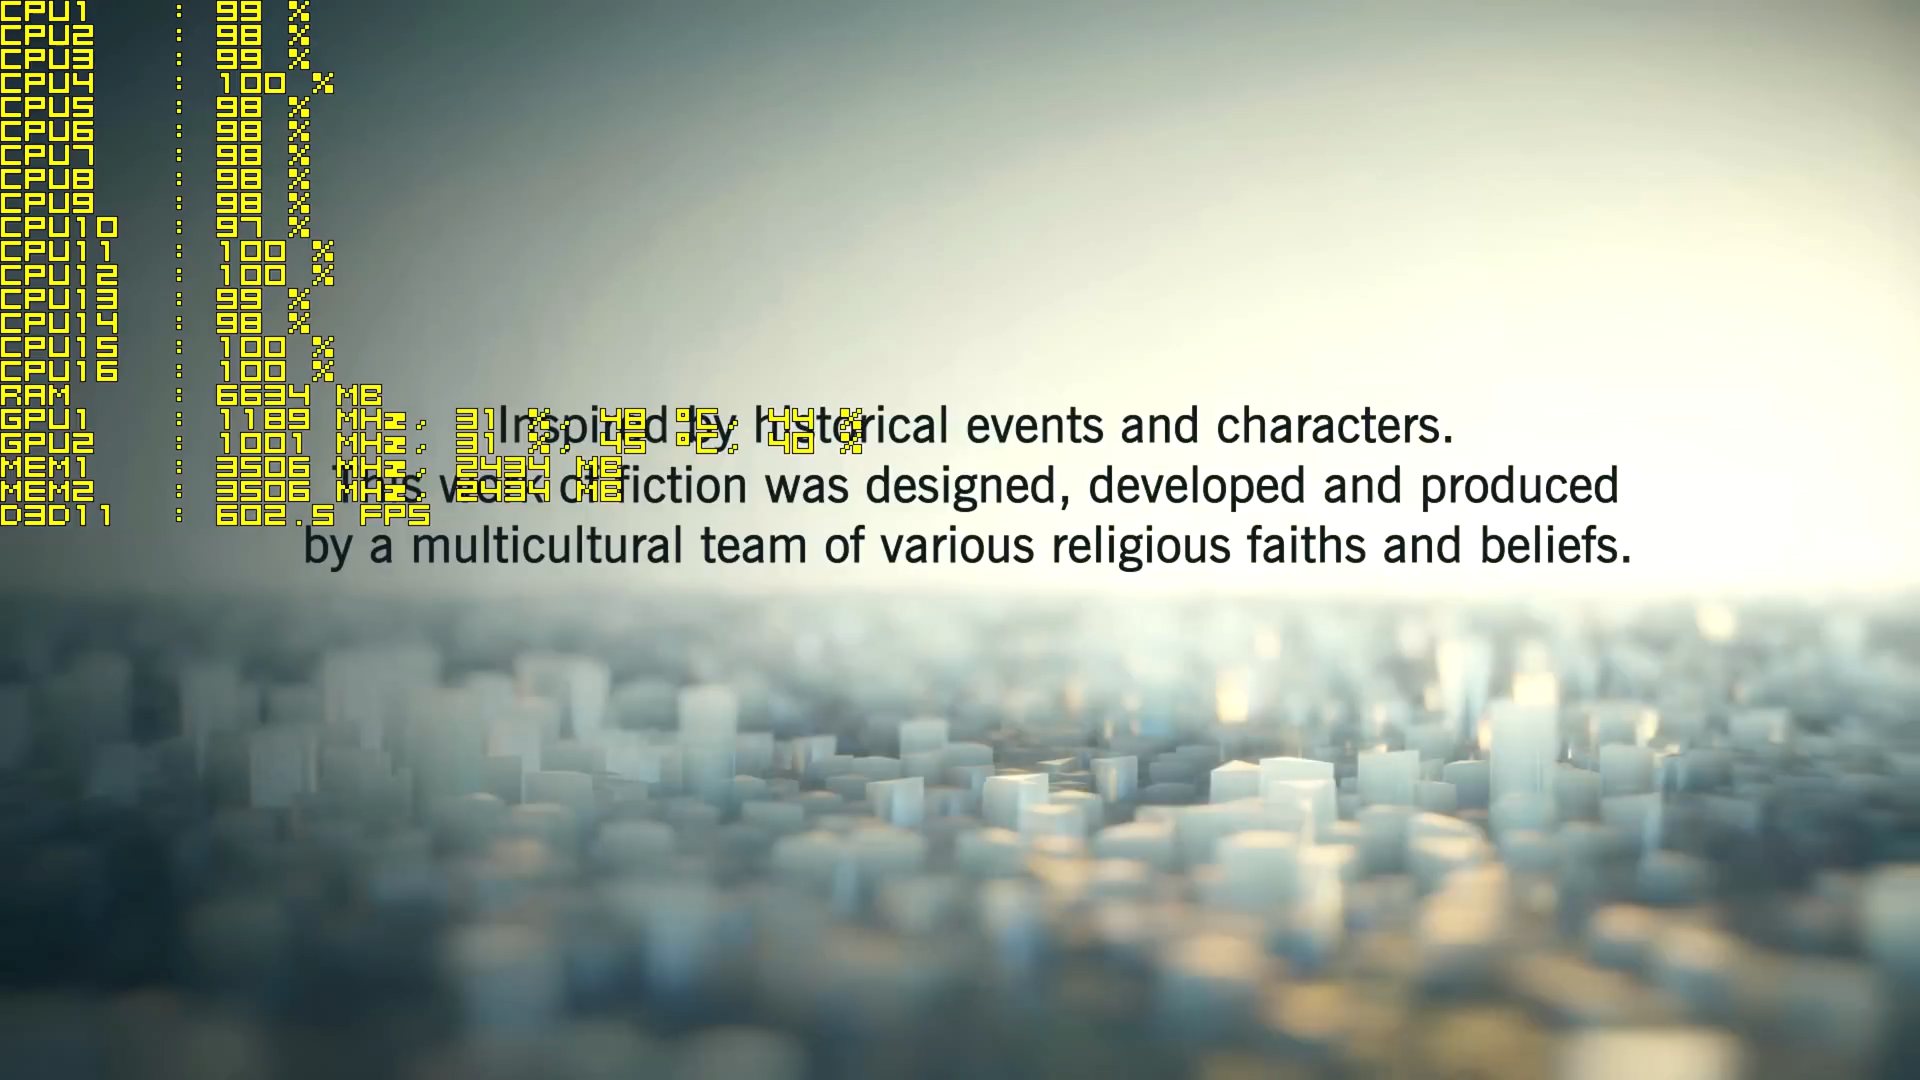 CPU1 : 99 %
CPU2 : 98 %
CPU3 : 99 %
CPU4 : 100 %
CPU5 : 98 %
CPU6 : 98 %
CPU7 : 98 %
CPU8 : 98 %
CPU9 : 98 %
CPU10 : 97 %
CPU11 : 100 %
CPU12 : 100 %
CPU13 : 99 %
CPU14 : 98 %
CPU15 : 100 %
CPU16 : 100 %
RAM : 6634 MB
GPU1 : 1189 MHz, 31 %, 48 °C, 44 %
GPU2 : 1001 MHz, 31 %, 45 °C, 40 %
MEM1 : 3506 MHz, 2434 MB
MEM2 : 3506 MHz, 2434 MB
D3D11 : 602.5 FPS
Inspired by historical events and characters.
This work of fiction was designed, developed and produced
by a multicultural team of various religious faiths and beliefs.